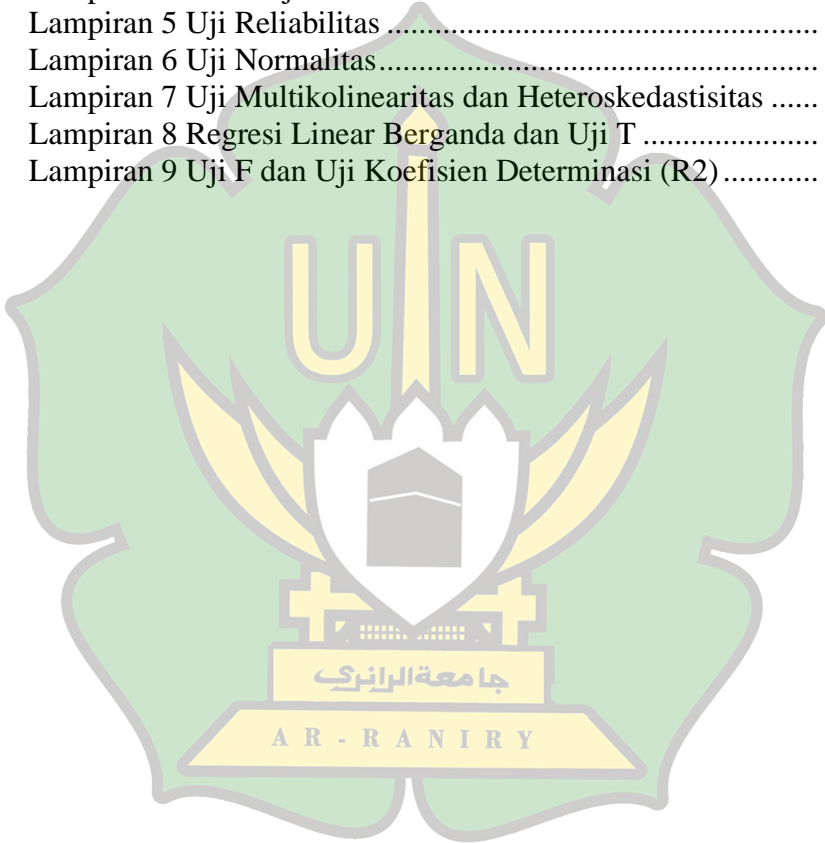 Lampiran 5 Uji Reliabilitas ......................................................
Lampiran 6 Uji Normalitas.......................................................
Lampiran 7 Uji Multikolinearitas dan Heteroskedastisitas ......
Lampiran 8 Regresi Linear Berganda dan Uji T ......................
Lampiran 9 Uji F dan Uji Koefisien Determinasi (R2) ............
UIN
جامعةالرانري
AR-RANIRY